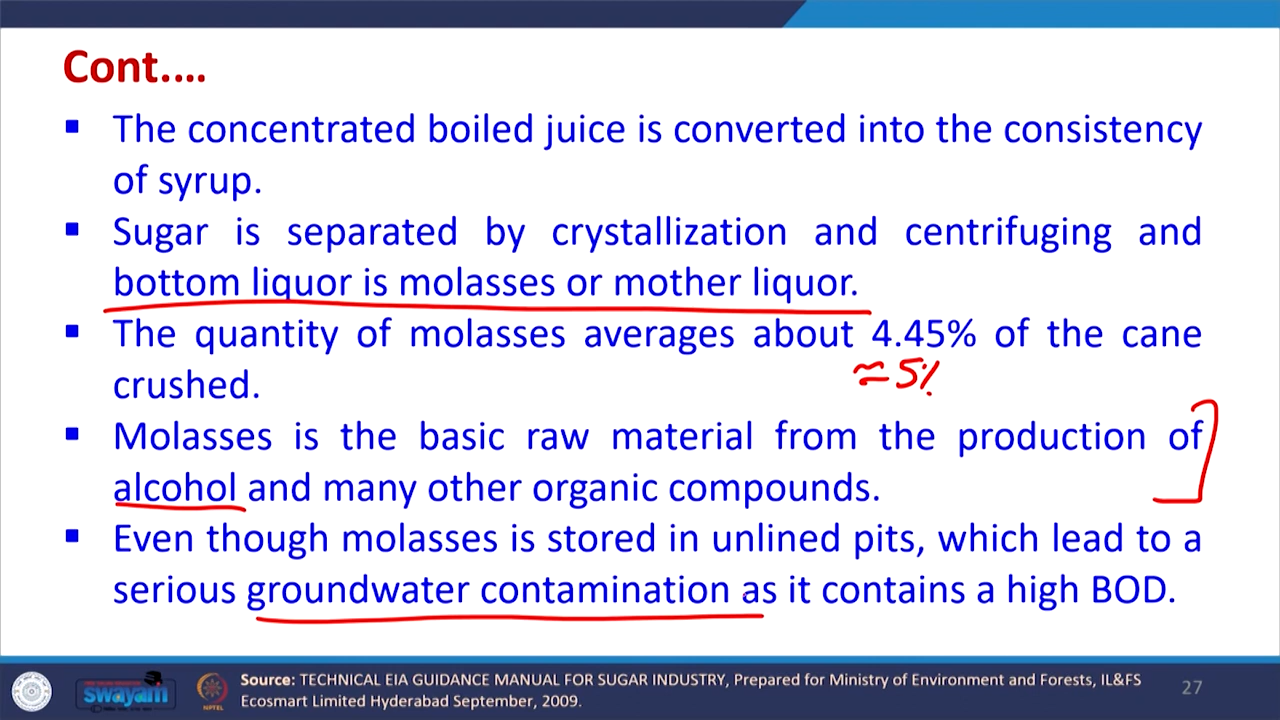 Cont.…
▪ The concentrated boiled juice is converted into the consistency
of syrup.
▪ Sugar is separated by crystallization and centrifuging and
bottom liquor is molasses or mother liquor.
▪ The quantity of molasses averages about 4.45% of the cane
≈ 5%
crushed.
▪ Molasses is the basic raw material from the production of
alcohol and many other organic compounds.
▪ Even though molasses is stored in unlined pits, which lead to a
serious groundwater contamination as it contains a high BOD.
swayam
NPTEL
Source: TECHNICAL EIA GUIDANCE MANUAL FOR SUGAR INDUSTRY, Prepared for Ministry of Environment and Forests, IL&FS
Ecosmart Limited Hyderabad September, 2009.
27